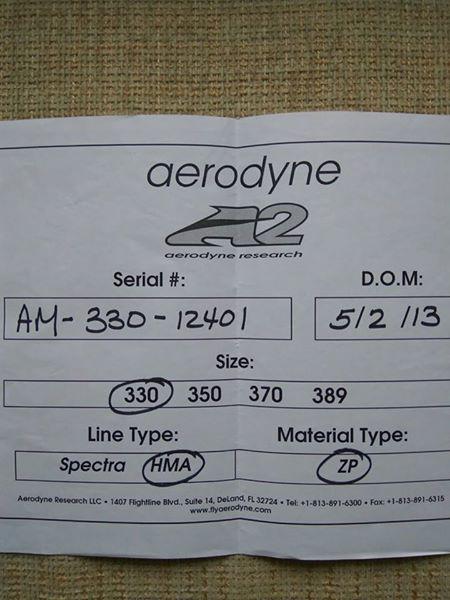 aerodyne
A2
aerodyne research
Serial #: D.O.M:
AM-330-12401 5/2/13
Size:
330 350 370 389
Line Type: Material Type:
Spectra HMA ZP
Aerodyne Research LLC • 1407 Flightline Blvd., Suite 14, DeLand, FL 32724 • Tel: +1-813-891-6300 • Fax: +1-813-891-6315
www.flyaerodyne.com